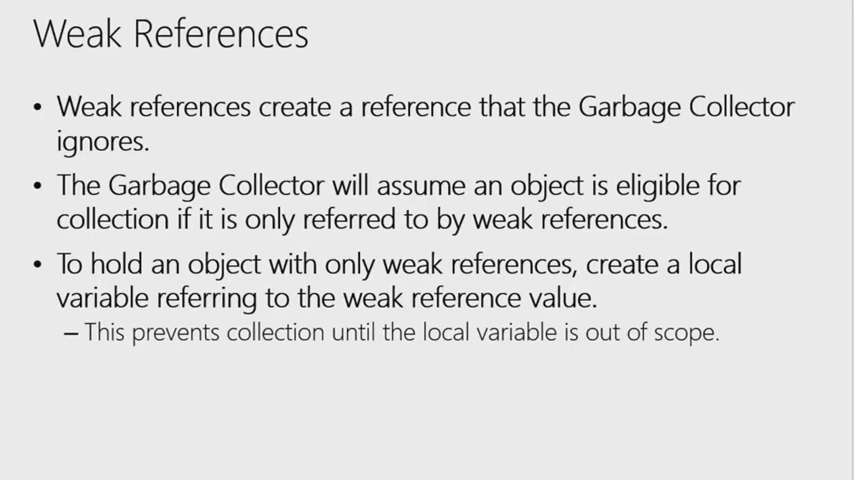 Weak References
• Weak references create a reference that the Garbage Collector
ignores.
• The Garbage Collector will assume an object is eligible for
collection if it is only referred to by weak references.
• To hold an object with only weak references, create a local
variable referring to the weak reference value.
– This prevents collection until the local variable is out of scope.